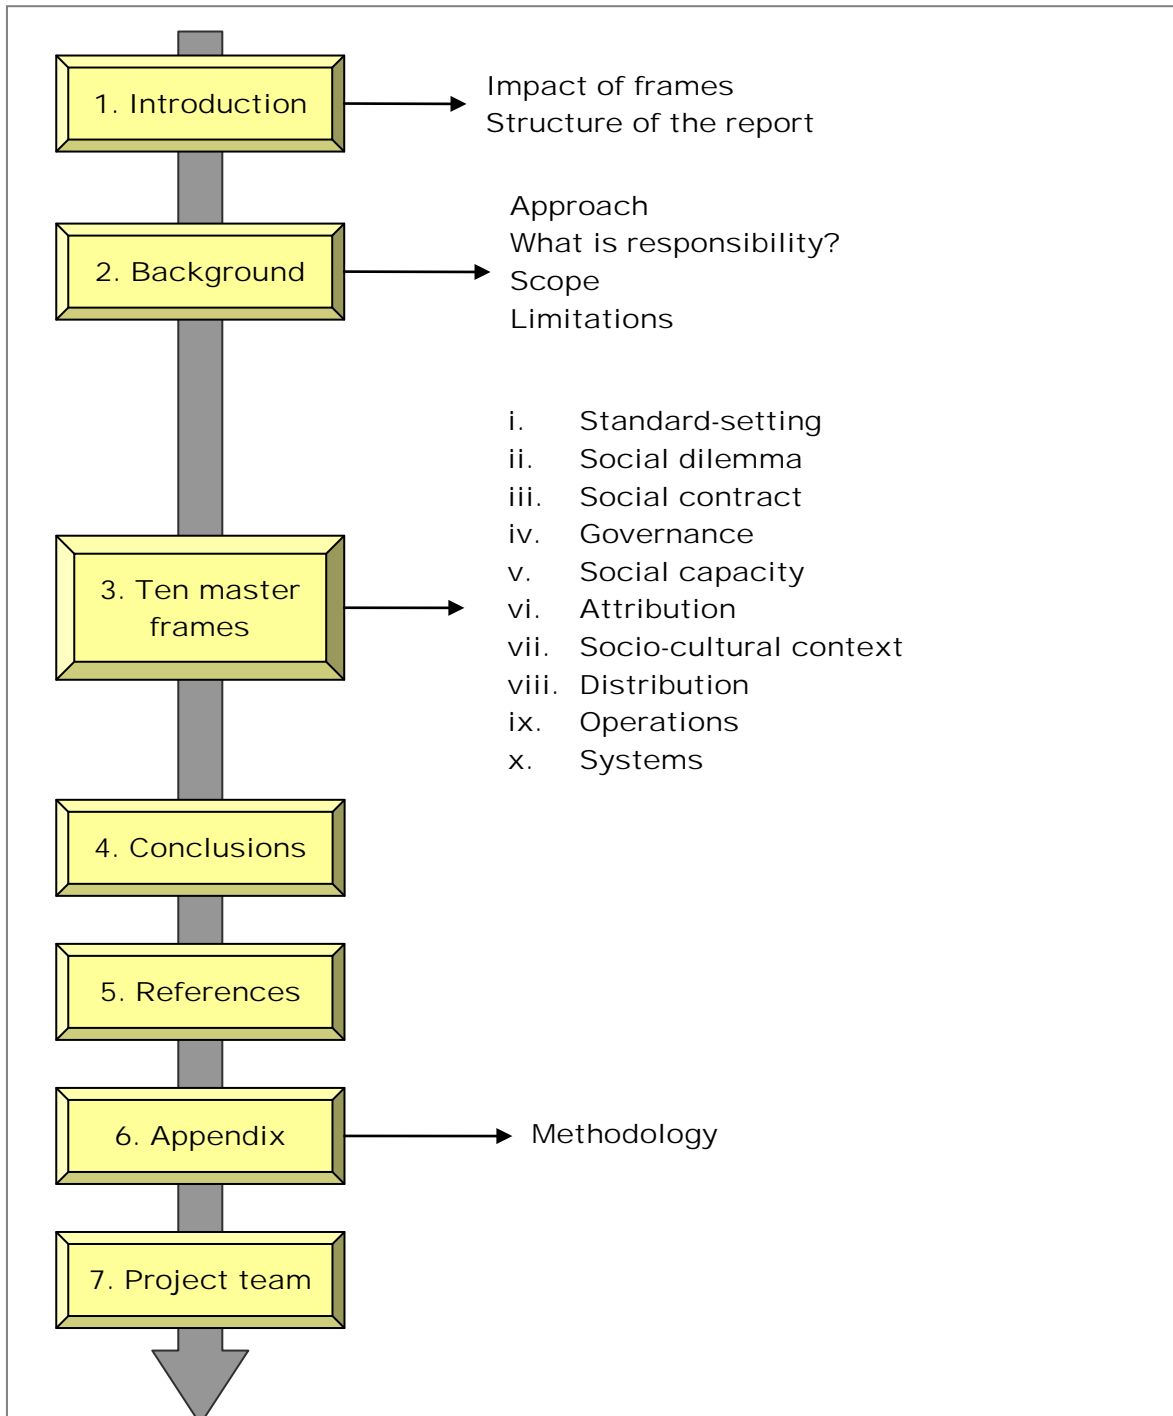 1. Introduction
Impact of frames
Structure of the report
2. Background
Approach
What is responsibility?
Scope
Limitations
3. Ten master
frames
i. Standard-setting
ii. Social dilemma
iii. Social contract
iv. Governance
v. Social capacity
vi. Attribution
vii. Socio-cultural context
viii. Distribution
ix. Operations
x. Systems
4. Conclusions
5. References
6. Appendix
Methodology
7. Project team